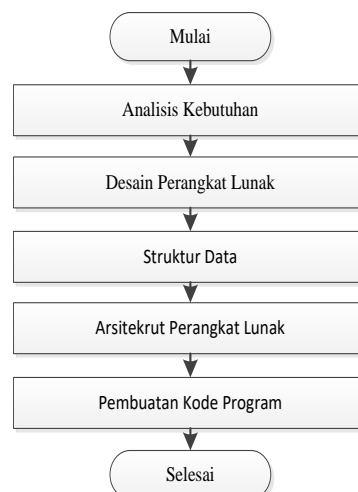 Mulai
Analisis Kebutuhan
Desain Perangkat Lunak
Struktur Data
Arsitekrut Perangkat Lunak
Pembuatan Kode Program
Selesai